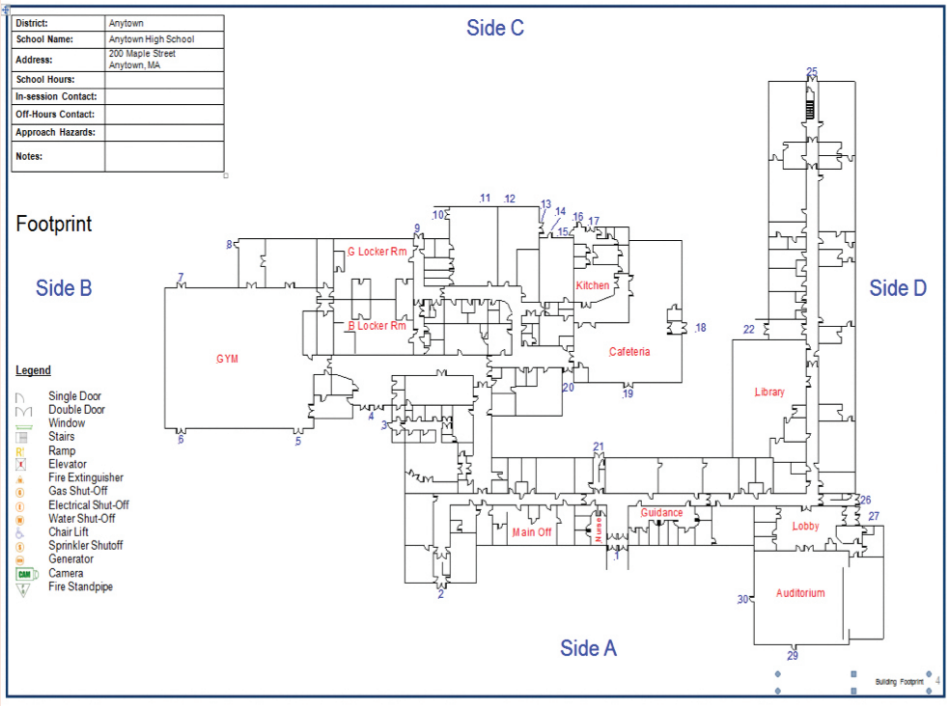 Side C
District: Anytown
School Name: Anytown High School
Address: 200 Maple Street
Anytown, MA
School Hours:
In-session Contact:
Off-Hours Contact:
Approach Hazards:
Notes:
Footprint
Side B
Side D
25
11
12
13
10
14
16
17
9
15
8
G Locker Rm
7
Kitchen
B Locker Rm
18
22
GYM
Cafeteria
20
19
Library
4
3
6
5
21
26
Main Off
Nurse
Guidance
Lobby
27
1
2
30
Auditorium
29
Side A
Legend
Single Door
Double Door
Window
Stairs
Ramp
Elevator
Fire Extinguisher
Gas Shut-Off
Electrical Shut-Off
Water Shut-Off
Chair Lift
Sprinkler Shutoff
Generator
CAM Camera
Fire Standpipe
Building Footprint 4